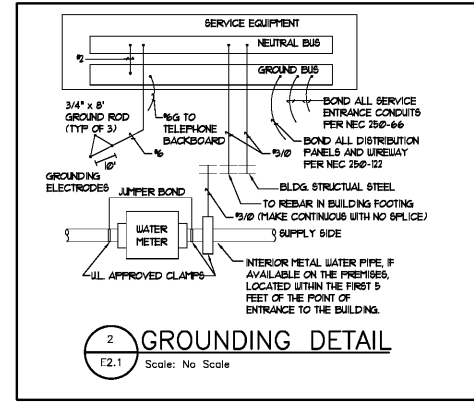 SERVICE EQUIPMENT
NEUTRAL BUS
#2
GROUND BUS
3/4" x 8'
GROUND ROD
(TYP OF 3)
#6G TO
TELEPHONE
BACKBOARD
BOND ALL SERVICE
ENTRANCE CONDUITS
PER NEC 250-66
#6
#3/0
BOND ALL DISTRIBUTION
PANELS AND WIREWAY
PER NEC 250-122
10'
GROUNDING
ELECTRODES
JUMPER BOND
BLDG. STRUCTUAL STEEL
TO REBAR IN BUILDING FOOTING
#3/0 (MAKE CONTINUOUS WITH NO SPLICE)
WATER
METER
SUPPLY SIDE
U.L. APPROVED CLAMPS
INTERIOR METAL WATER PIPE, IF
AVAILABLE ON THE PREMISES,
LOCATED WITHIN THE FIRST 5
FEET OF THE POINT OF
ENTRANCE TO THE BUILDING.
2
E2.1
GROUNDING DETAIL
Scale: No Scale